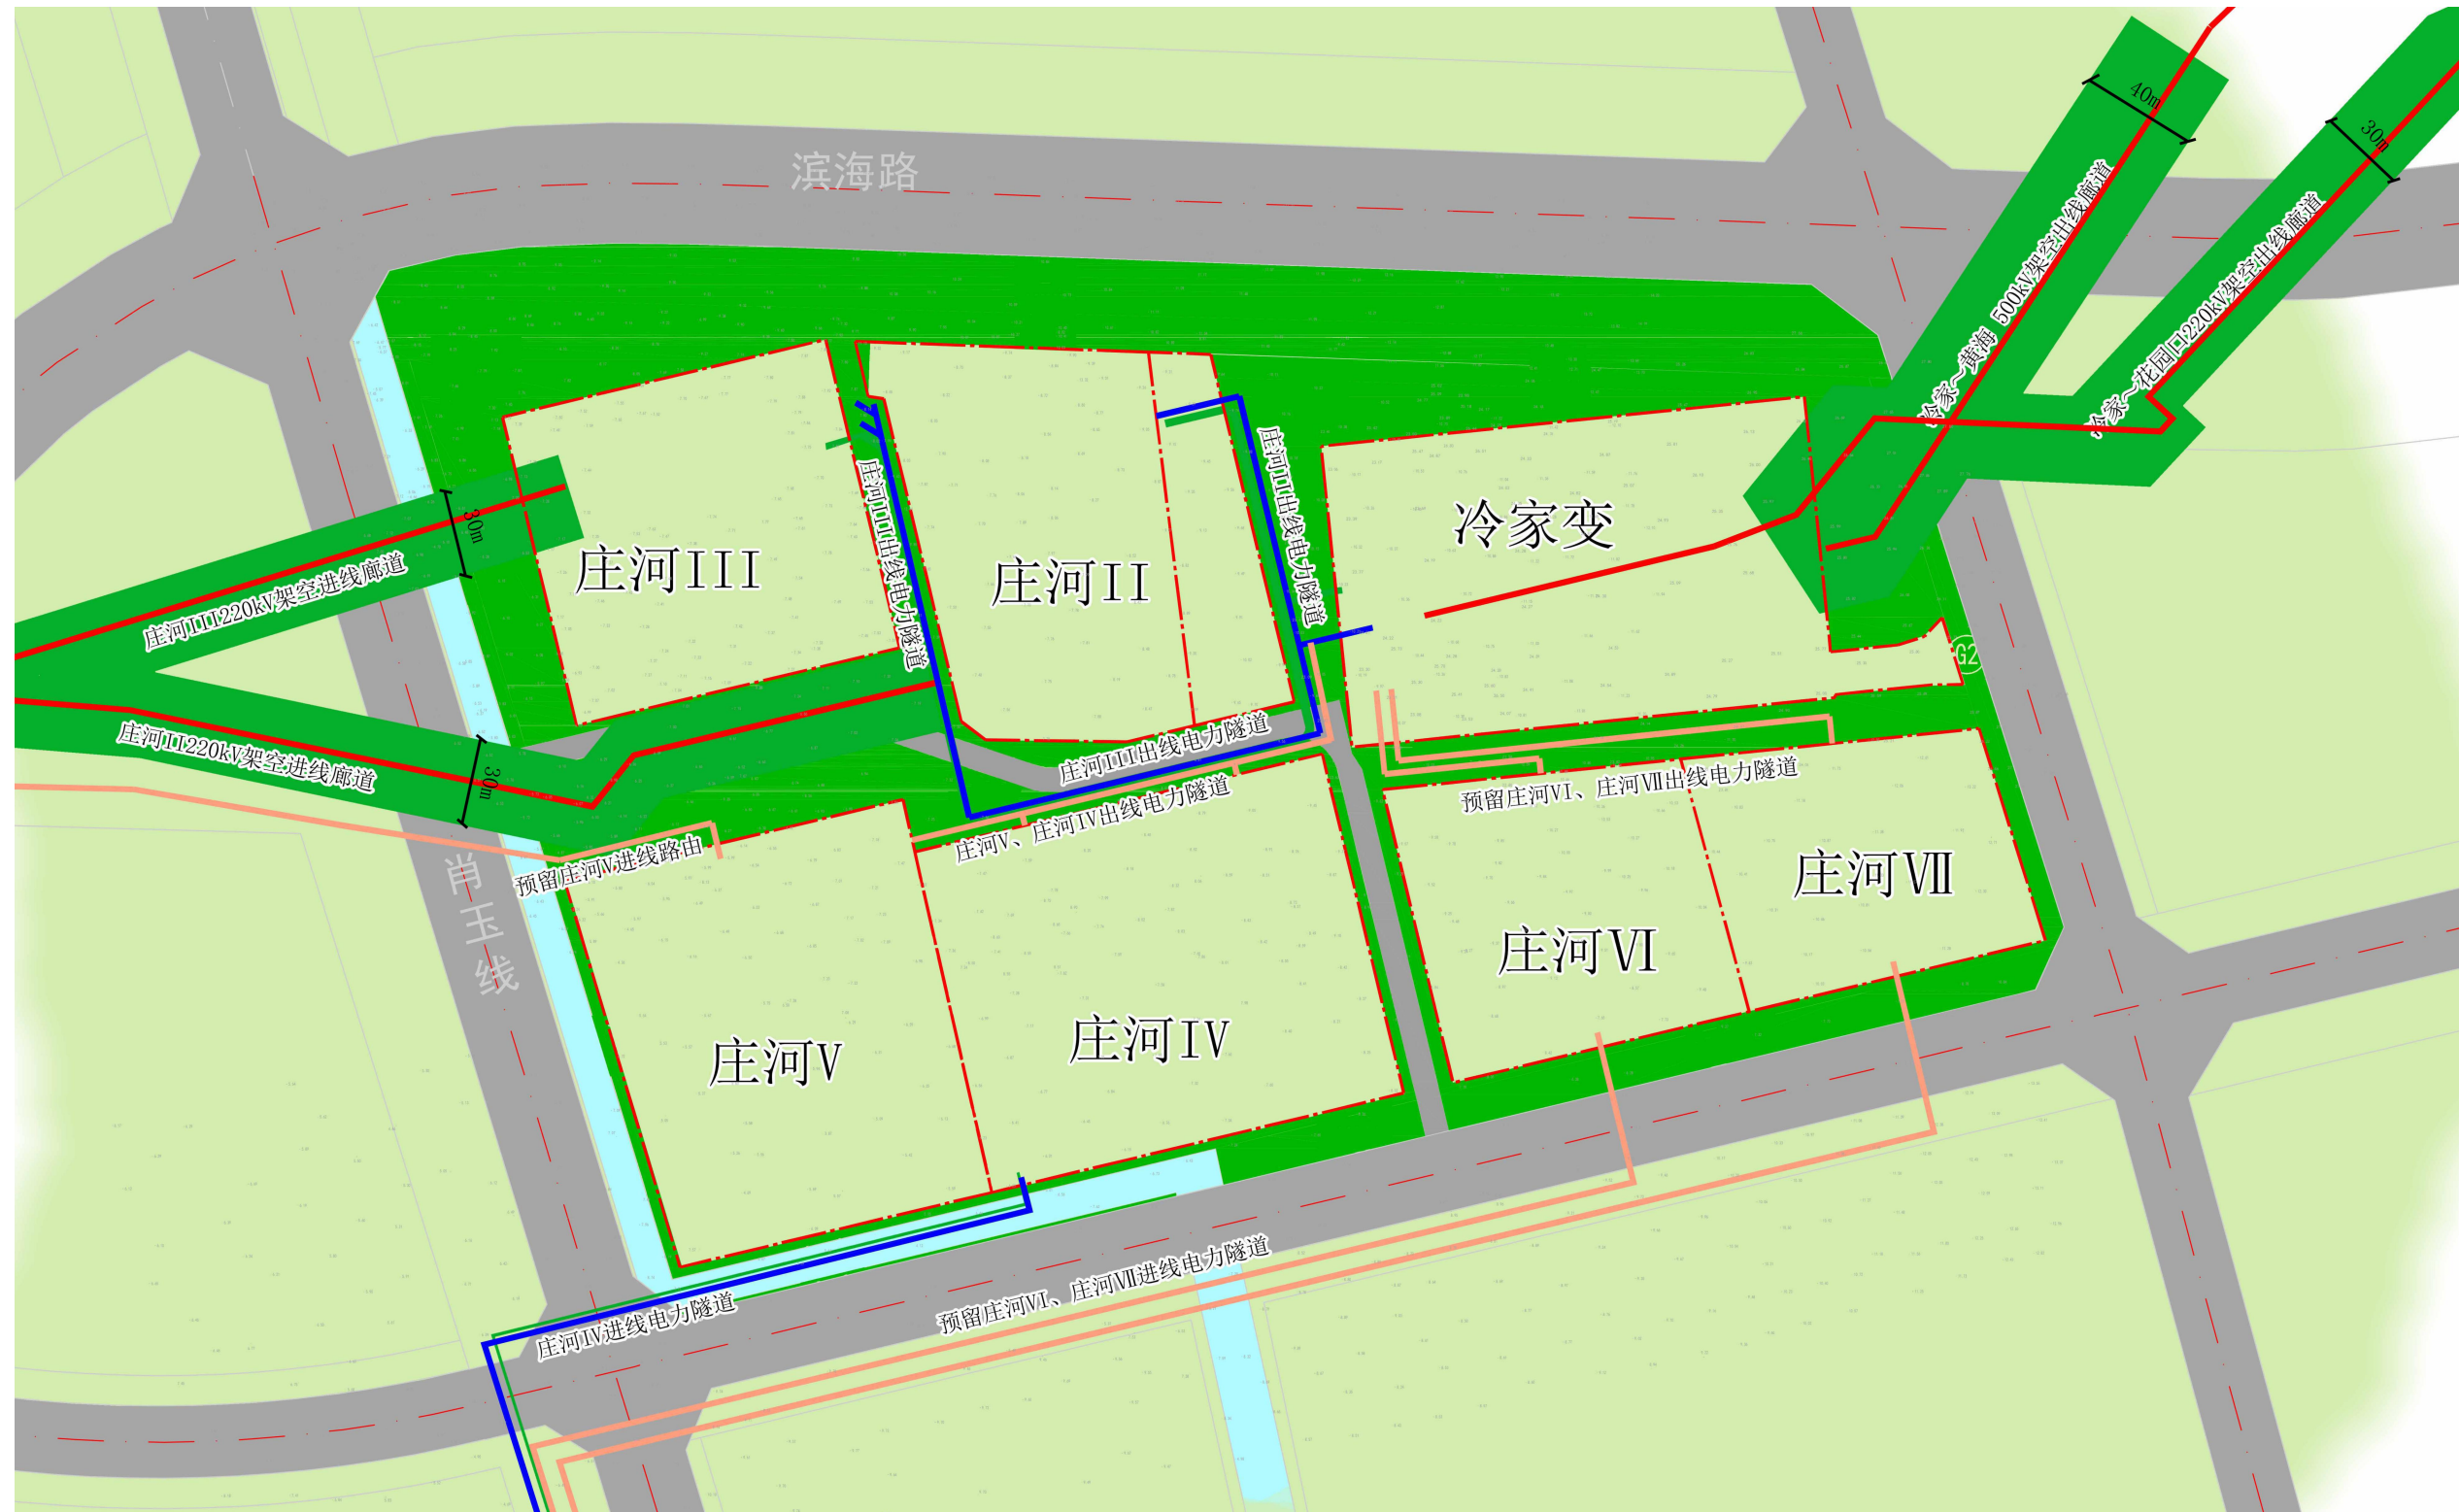 滨海路
40m
30m
冷家~黄海 500kV架空出线廊道
冷家~花园口220kV架空出线廊道
30m
庄河III220kV架空进线廊道
庄河III
庄河III出线电力隧道
庄河II
庄河II出线电力隧道
冷家变
G2
庄河II220kV架空进线廊道
30m
庄河III出线电力隧道
庄河V、庄河IV出线电力隧道
预留庄河VI、庄河Ⅶ出线电力隧道
预留庄河V进线路由
肖玉线
庄河V
庄河IV
庄河Ⅵ
庄河Ⅶ
庄河IV进线电力隧道
预留庄河VI、庄河Ⅶ进线电力隧道